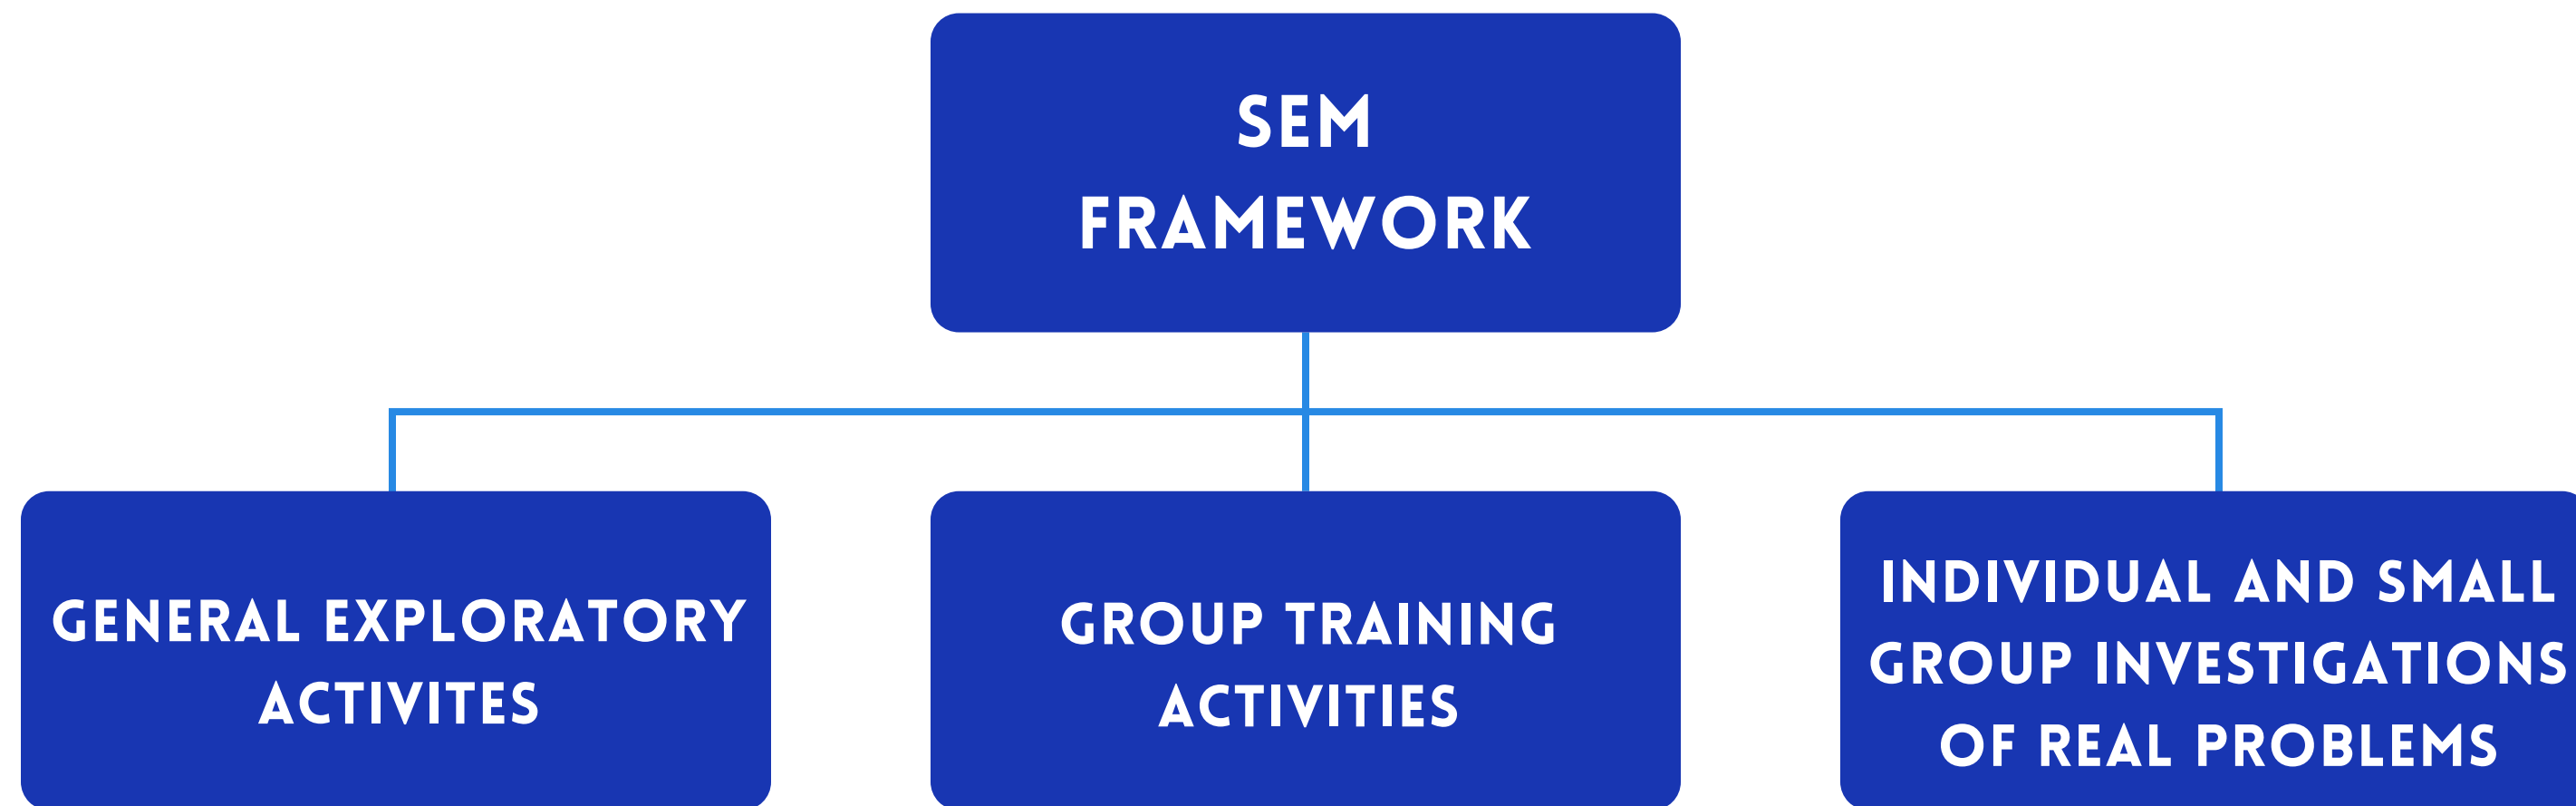 SEM
FRAMEWORK
GENERAL EXPLORATORY
ACTIVITES
GROUP TRAINING
ACTIVITIES
INDIVIDUAL AND SMALL
GROUP INVESTIGATIONS
OF REAL PROBLEMS